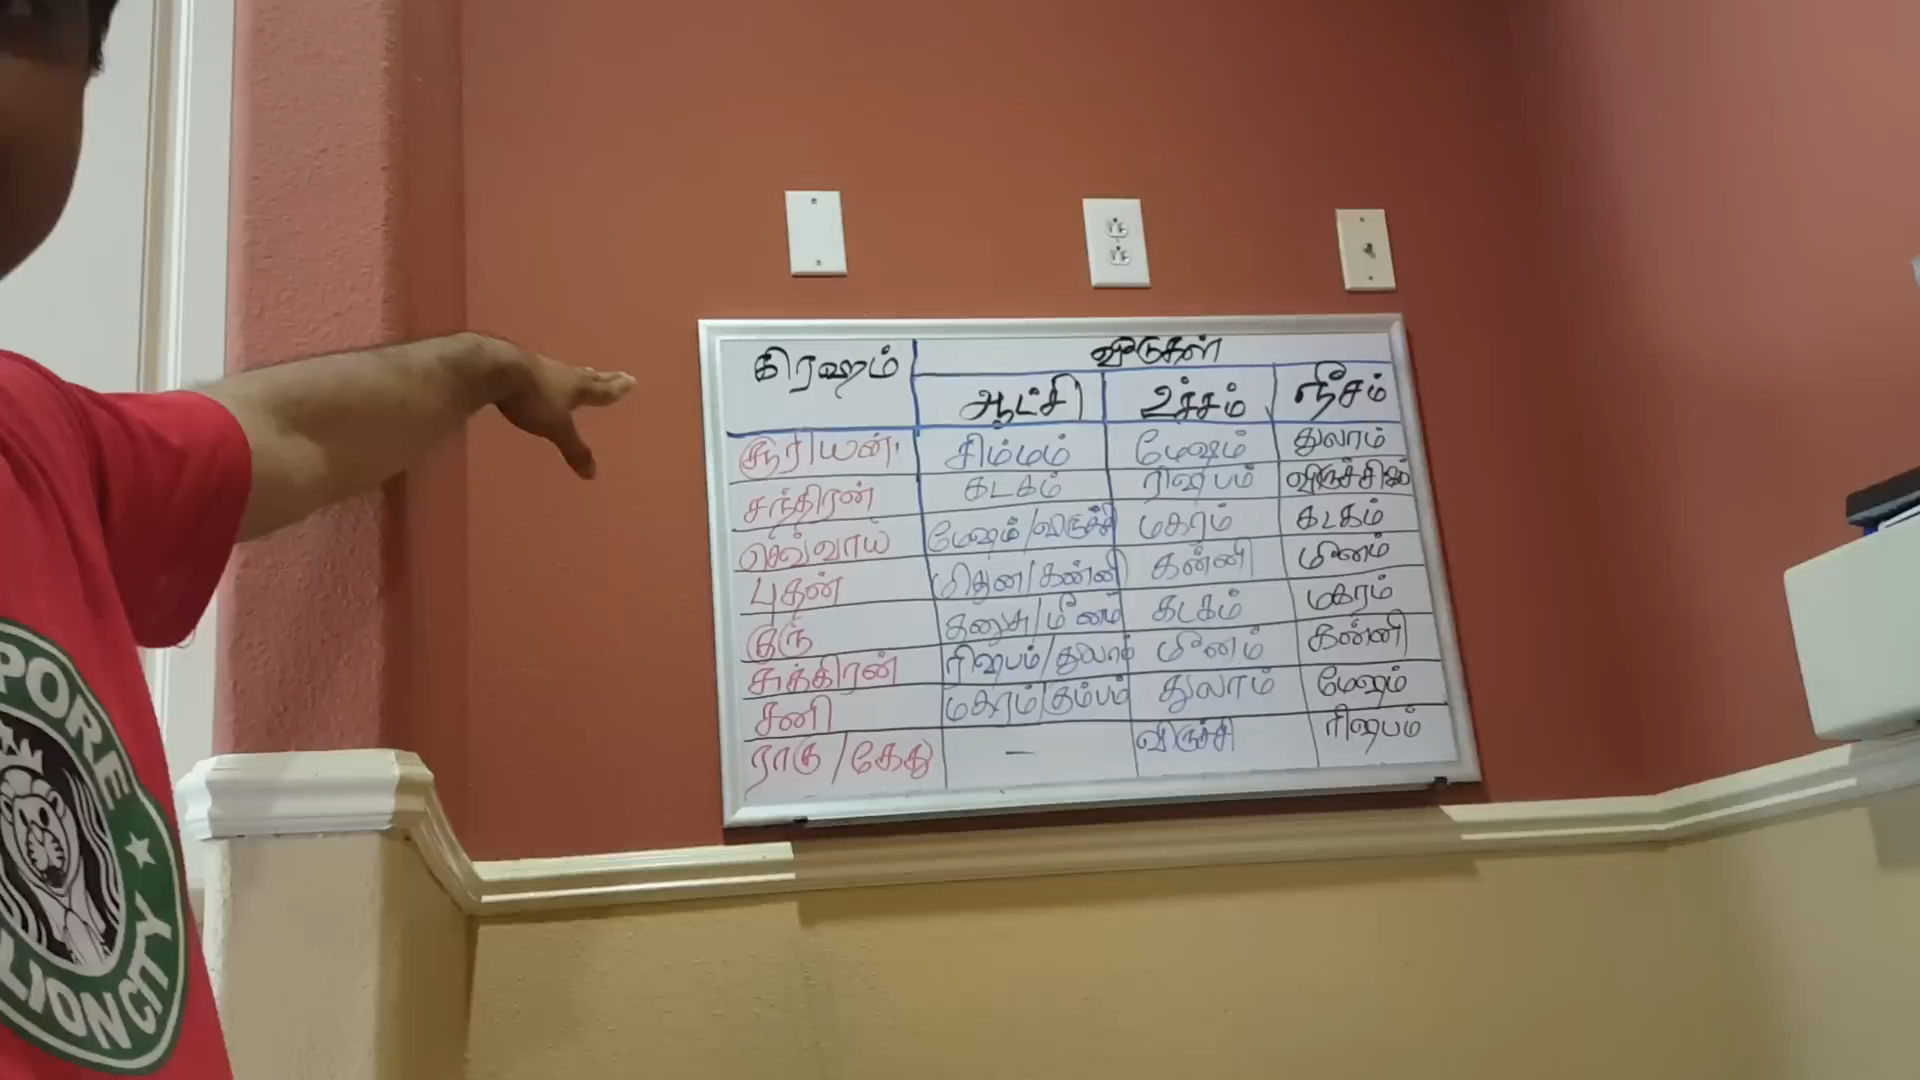 கிரஹம் வீடுகள்
ஆட்சி உச்சம் நீசம்
சூரியன் சிம்மம் மேஷம் துலாம்
சந்திரன் கடகம் ரிஷபம் விருச்சிகம்
செவ்வாய் மேஷம்/விருச்சி மகரம் கடகம்
புதன் மிதுன/கன்னி கன்னி மீனம்
குரு தனுசு/மீனம் கடகம் மகரம்
சுக்கிரன் ரிஷபம்/துலாம் மீனம் கன்னி
சனி மகரம்/கும்பம் துலாம் மேஷம்
ராகு/கேது — விருச்சி ரிஷபம்
PORE
LION CITY